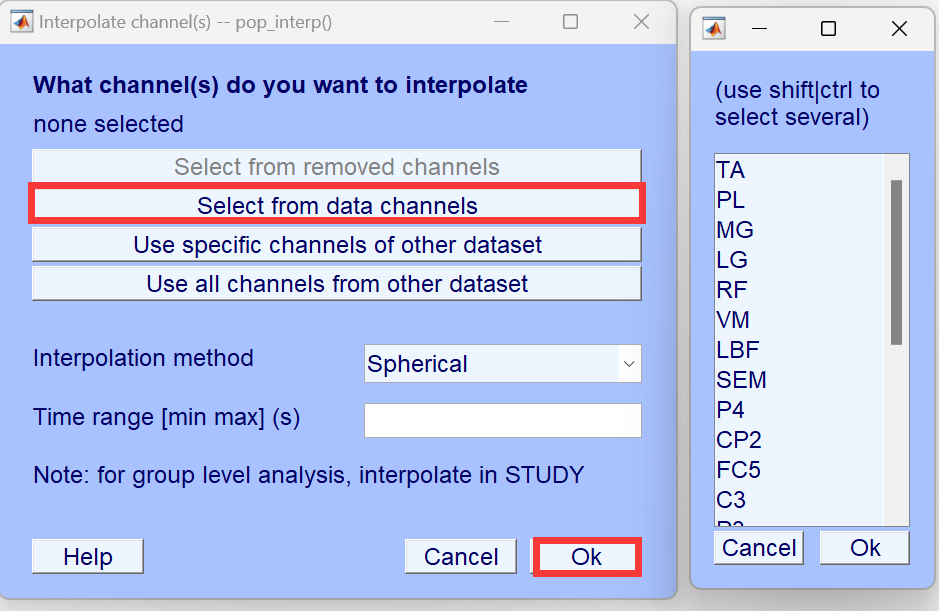 Interpolate channel(s) -- pop_interp()
What channel(s) do you want to interpolate
none selected
Select from removed channels
Select from data channels
Use specific channels of other dataset
Use all channels from other dataset
Interpolation method
Spherical
Time range [min max] (s)
Note: for group level analysis, interpolate in STUDY
Help
Cancel
Ok
(use shift|ctrl to
select several)
TA
PL
MG
LG
RF
VM
LBF
SEM
P4
CP2
FC5
C3
Cancel
Ok